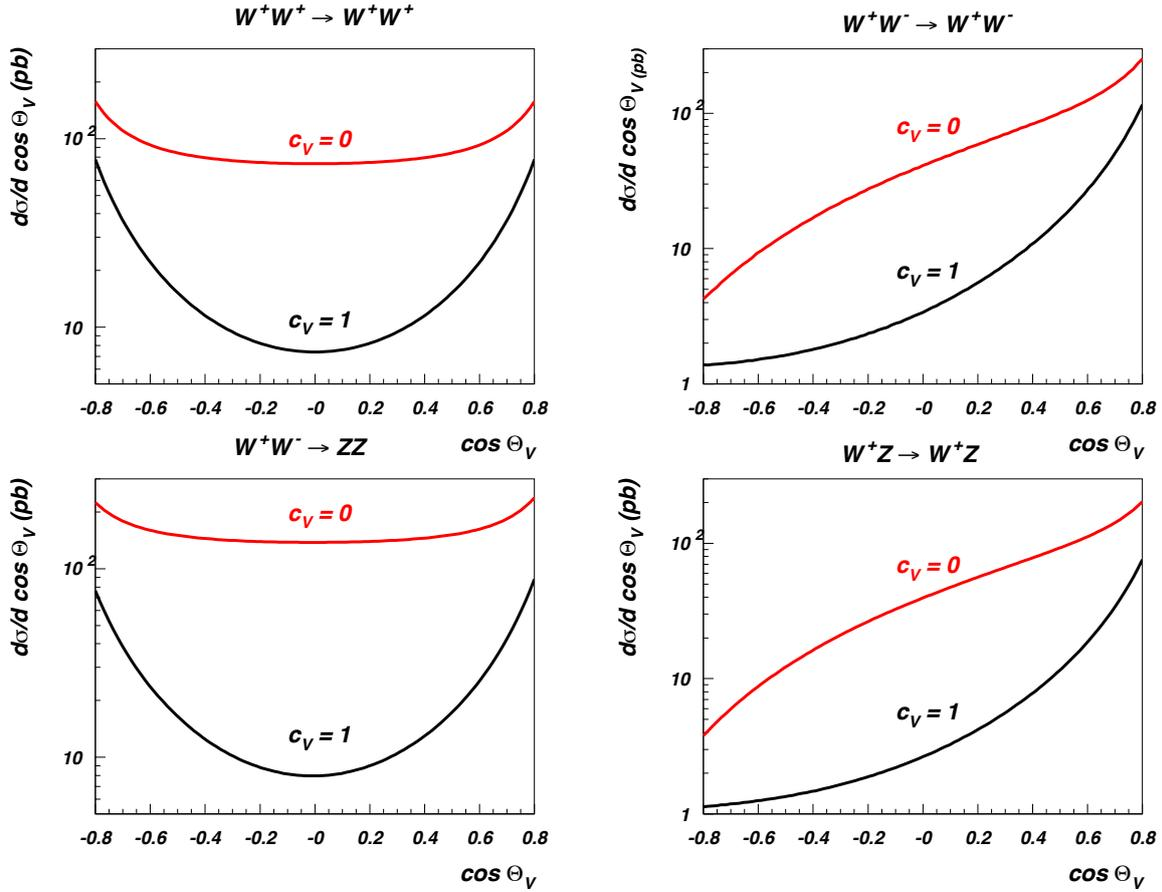 W⁺W⁺ → W⁺W⁺
dσ/d cos Θ_V (pb)
10²
10
c_V = 0
c_V = 1
-0.8 -0.6 -0.4 -0.2 -0 0.2 0.4 0.6 0.8
cos Θ_V
W⁺W⁻ → W⁺W⁻
dσ/d cos Θ_V (pb)
10²
10
1
c_V = 0
c_V = 1
-0.8 -0.6 -0.4 -0.2 -0 0.2 0.4 0.6 0.8
cos Θ_V
W⁺W⁻ → ZZ
dσ/d cos Θ_V (pb)
10²
10
c_V = 0
c_V = 1
-0.8 -0.6 -0.4 -0.2 -0 0.2 0.4 0.6 0.8
cos Θ_V
W⁺Z → W⁺Z
dσ/d cos Θ_V (pb)
10²
10
1
c_V = 0
c_V = 1
-0.8 -0.6 -0.4 -0.2 -0 0.2 0.4 0.6 0.8
cos Θ_V